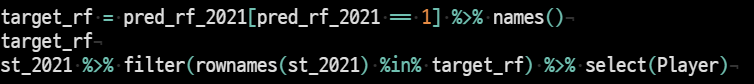 target_rf = pred_rf_2021[pred_rf_2021 == 1] %>% names()¬
target_rf¬
st_2021 %>% filter(rownames(st_2021) %in% target_rf) %>% select(Player)¬